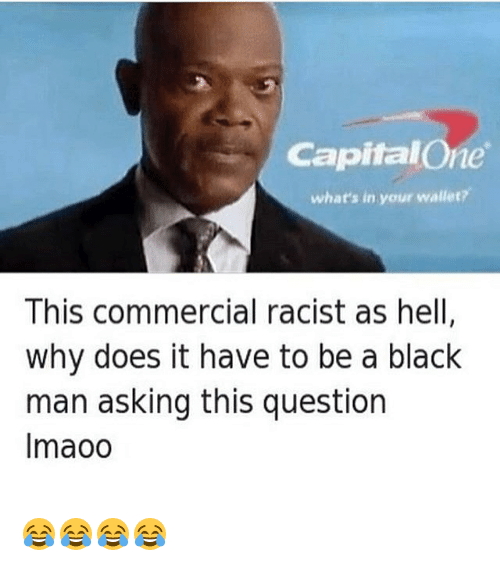 CapitalOne®
what's in your wallet?
This commercial racist as hell,
why does it have to be a black
man asking this question
lmaoo
😂😂😂😂